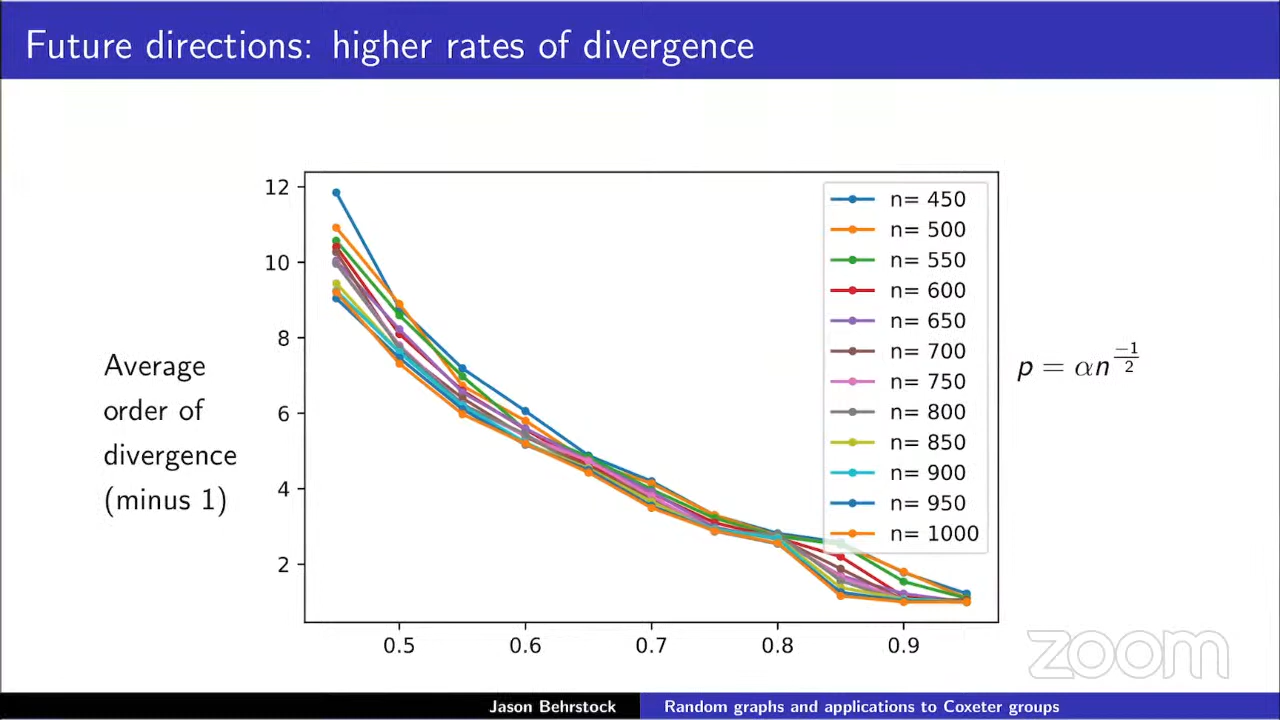 Future directions: higher rates of divergence
12
10
8
6
4
2
0.5 0.6 0.7 0.8 0.9
n= 450
n= 500
n= 550
n= 600
n= 650
n= 700
n= 750
n= 800
n= 850
n= 900
n= 950
n= 1000
Average
order of
divergence
(minus 1)
p = αn^{\frac{-1}{2}}
zoom
Jason Behrstock Random graphs and applications to Coxeter groups